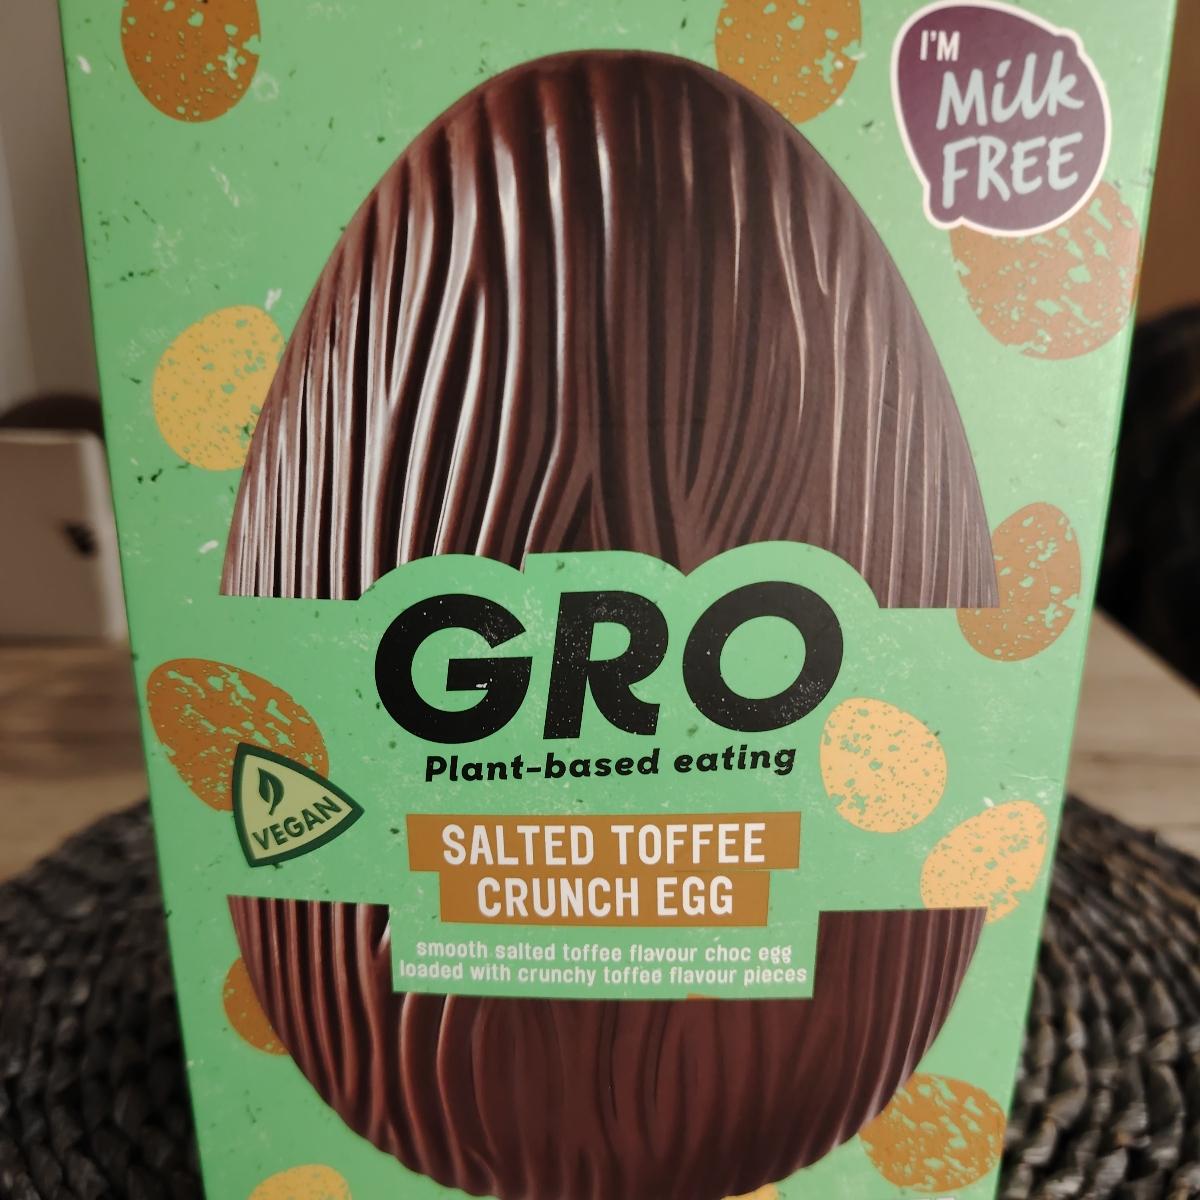 I'M
Milk
FREE
GRO
Plant-based eating
VEGAN
SALTED TOFFEE
CRUNCH EGG
smooth salted toffee flavour choc egg
loaded with crunchy toffee flavour pieces